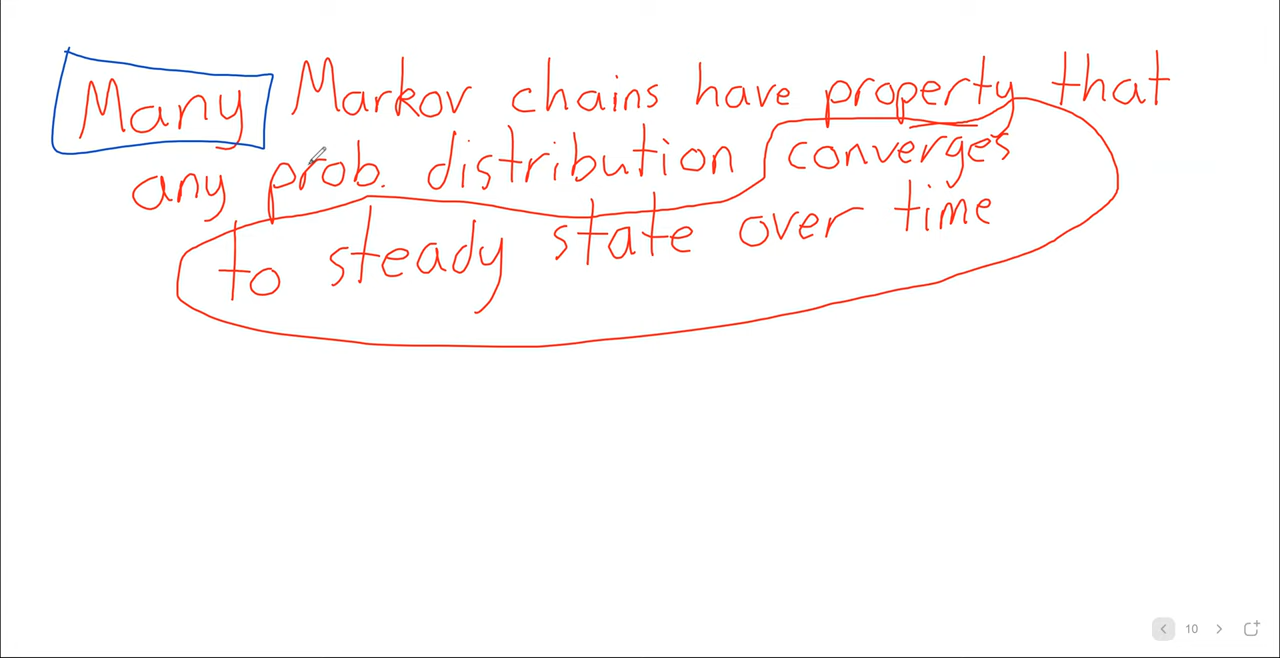 Many Markov chains have property that
any prob. distribution converges
to steady state over time
10